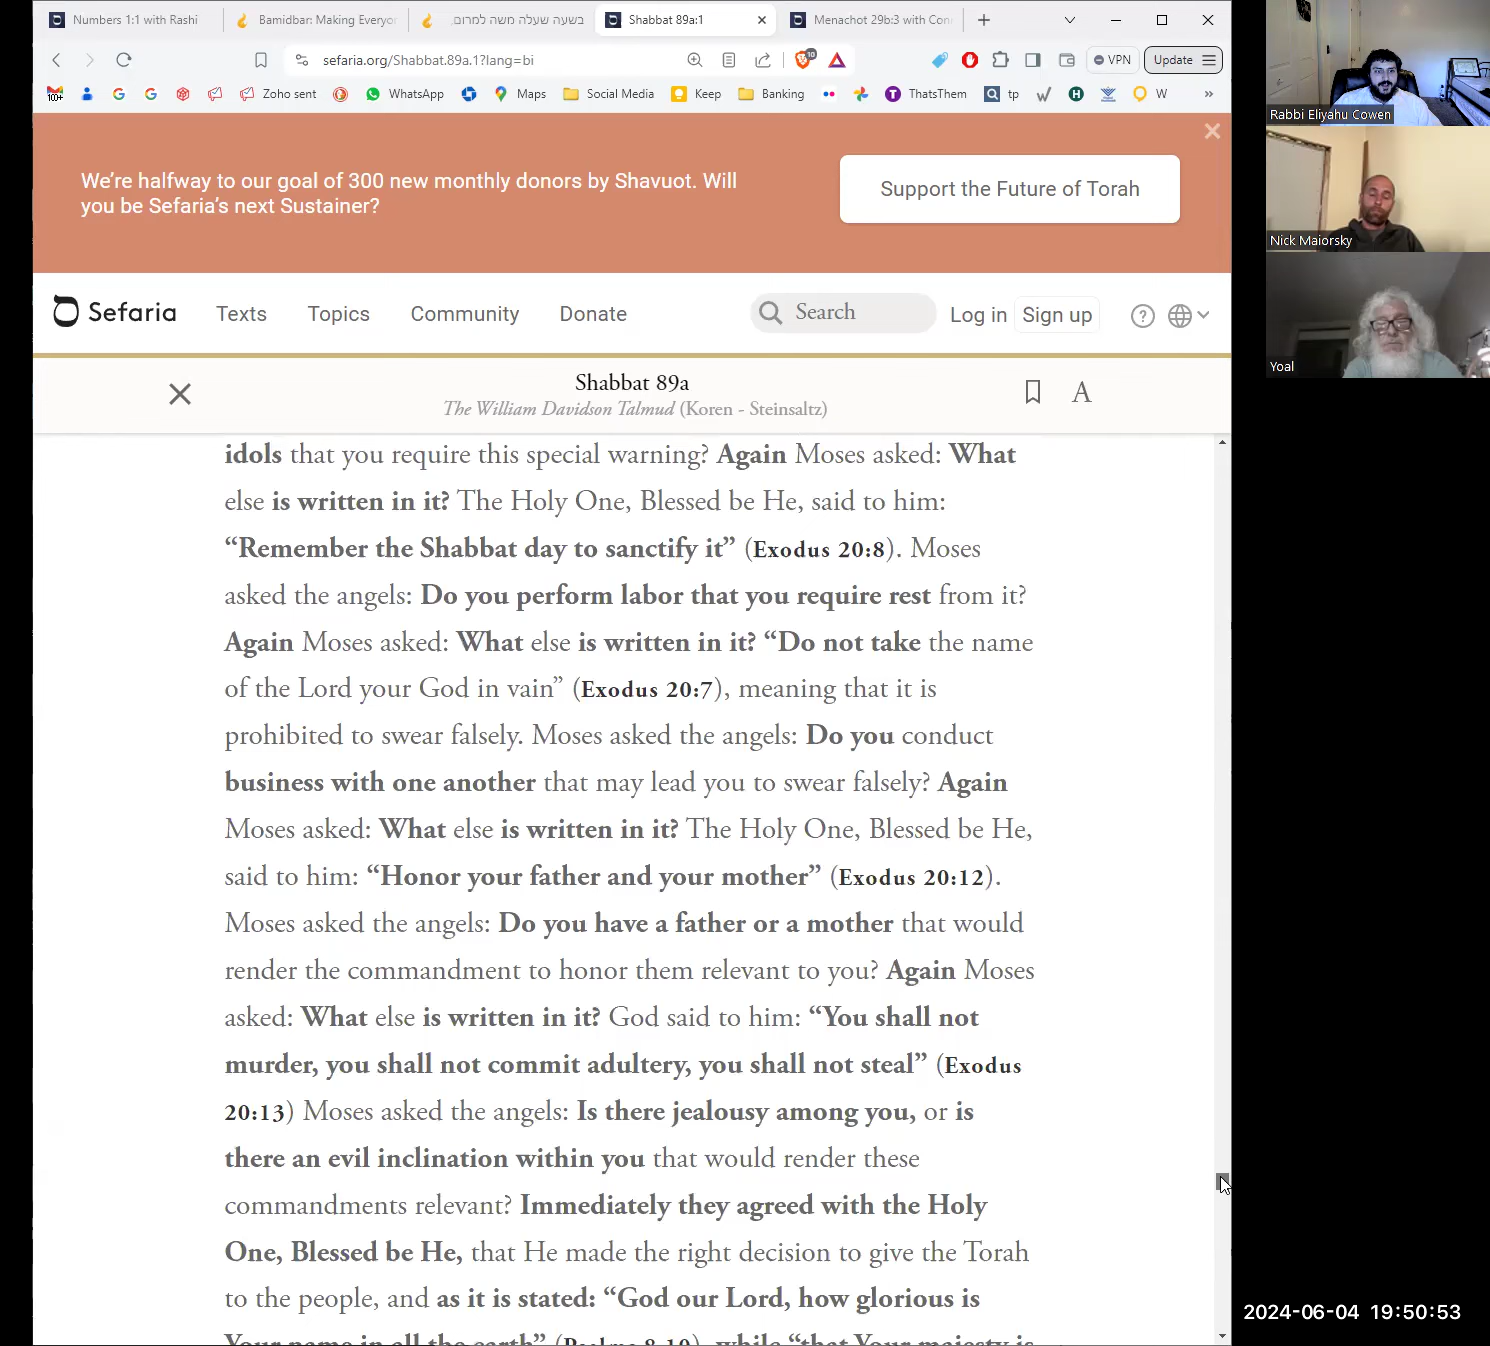 Numbers 1:1 with Rashi
Bamidbar: Making Everyon
בשעה שעלה משה למרום,
Shabbat 89a:1
Menachot 29b:3 with Con
sefaria.org/Shabbat.89a.1?lang=bi
10
VPN
Update
100+
Zoho sent
WhatsApp
Maps
Social Media
Keep
Banking
ThatsThem
tp
W
We're halfway to our goal of 300 new monthly donors by Shavuot. Will
you be Sefaria's next Sustainer?
Support the Future of Torah
Sefaria
Texts
Topics
Community
Donate
Search
Log in
Sign up
Shabbat 89a
The William Davidson Talmud (Koren - Steinsaltz)
A
idols that you require this special warning? Again Moses asked: What
else is written in it? The Holy One, Blessed be He, said to him:
“Remember the Shabbat day to sanctify it” (Exodus 20:8). Moses
asked the angels: Do you perform labor that you require rest from it?
Again Moses asked: What else is written in it? “Do not take the name
of the Lord your God in vain” (Exodus 20:7), meaning that it is
prohibited to swear falsely. Moses asked the angels: Do you conduct
business with one another that may lead you to swear falsely? Again
Moses asked: What else is written in it? The Holy One, Blessed be He,
said to him: “Honor your father and your mother” (Exodus 20:12).
Moses asked the angels: Do you have a father or a mother that would
render the commandment to honor them relevant to you? Again Moses
asked: What else is written in it? God said to him: “You shall not
murder, you shall not commit adultery, you shall not steal” (Exodus
20:13) Moses asked the angels: Is there jealousy among you, or is
there an evil inclination within you that would render these
commandments relevant? Immediately they agreed with the Holy
One, Blessed be He, that He made the right decision to give the Torah
to the people, and as it is stated: “God our Lord, how glorious is
Your name in all the earth” (Psalms 8:10), while “that Your majesty is
Rabbi Eliyahu Cowen
Nick Maiorsky
Yoal
2024-06-04 19:50:53